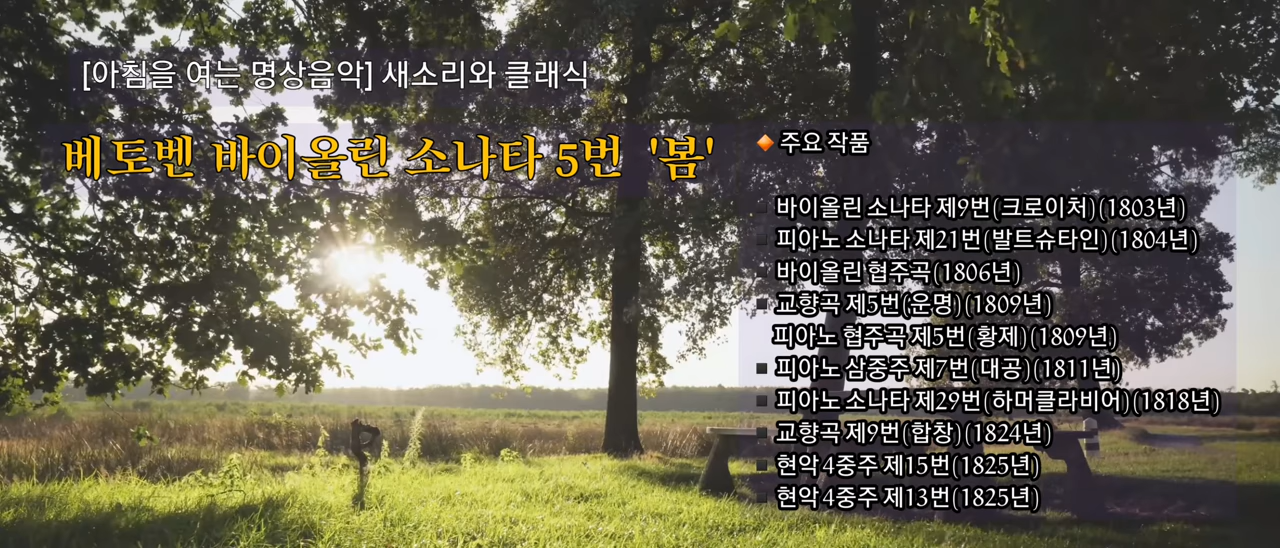 [아침을 여는 명상음악] 새소리와 클래식
베토벤 바이올린 소나타 5번 '봄'
주요 작품
바이올린 소나타 제9번(크로이처)(1803년)
피아노 소나타 제21번(발트슈타인)(1804년)
바이올린 협주곡(1806년)
교향곡 제5번(운명)(1809년)
피아노 협주곡 제5번(황제)(1809년)
피아노 삼중주 제7번(대공)(1811년)
피아노 소나타 제29번(하머클라비어)(1818년)
교향곡 제9번(합창)(1824년)
현악 4중주 제15번(1825년)
현악 4중주 제13번(1825년)